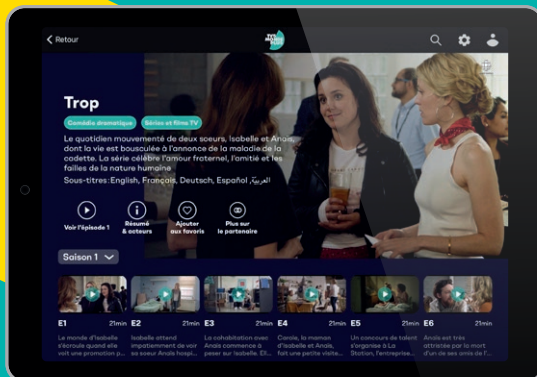 Retour
TV5
MONDE
PLUS
Trop
Comédie dramatique
Séries et films TV
Le quotidien mouvementé de deux sœurs, Isabelle et Anaïs,
dont la vie est bousculée à l'annonce de la maladie de la
cadette. La série célèbre l'amour fraternel, l'amitié et les
failles de la nature humaine
Sous-titres: English, Français, Deutsch, Español, العربيّة
Voir l'épisode 1
Résumé
& acteurs
Ajouter
aux favoris
Plus sur
le partenaire
Saison 1
E1 21min
E2 21min
E3 21min
E4 21min
E5 21min
E6 21min
Le monde d'Isabelle
s'écroule quand elle
voit une promotion p...
Isabelle attend
impatiemment de voir
sa soeur Anaïs hospi...
La cohabitation avec
Anaïs commence à
peser sur Isabelle. Eli...
Carole, la maman
d'Isabelle et Anaïs,
fait une petite visite...
Un concours de talent
s'organise à La
Station, l'entreprise...
Anaïs est très
attristée par la mort
d'un de ses amis de l'...